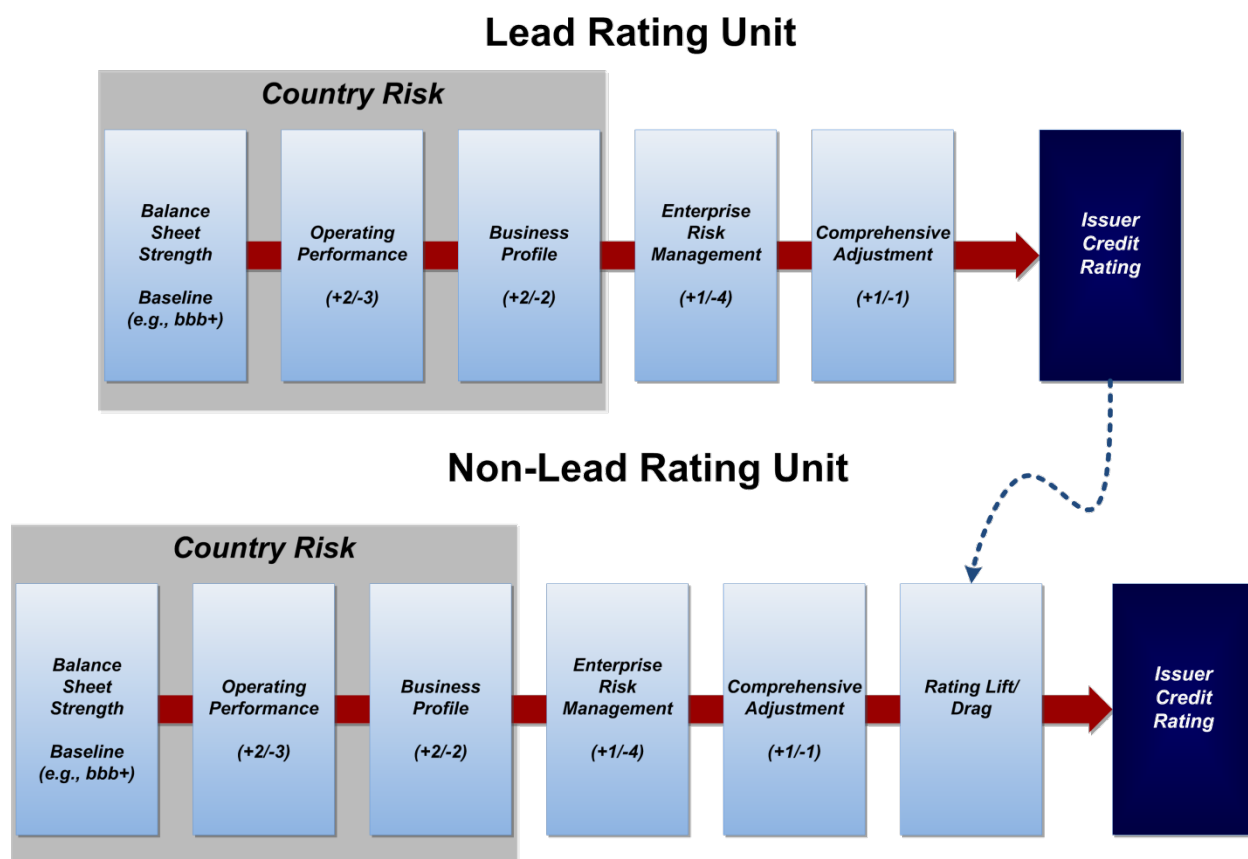 Lead Rating Unit
Country Risk
Balance
Sheet
Strength
Baseline
(e.g., bbb+)
Operating
Performance
(+2/-3)
Business
Profile
(+2/-2)
Enterprise
Risk
Management
(+1/-4)
Comprehensive
Adjustment
(+1/-1)
Issuer
Credit
Rating
Non-Lead Rating Unit
Country Risk
Balance
Sheet
Strength
Baseline
(e.g., bbb+)
Operating
Performance
(+2/-3)
Business
Profile
(+2/-2)
Enterprise
Risk
Management
(+1/-4)
Comprehensive
Adjustment
(+1/-1)
Rating Lift/
Drag
Issuer
Credit
Rating